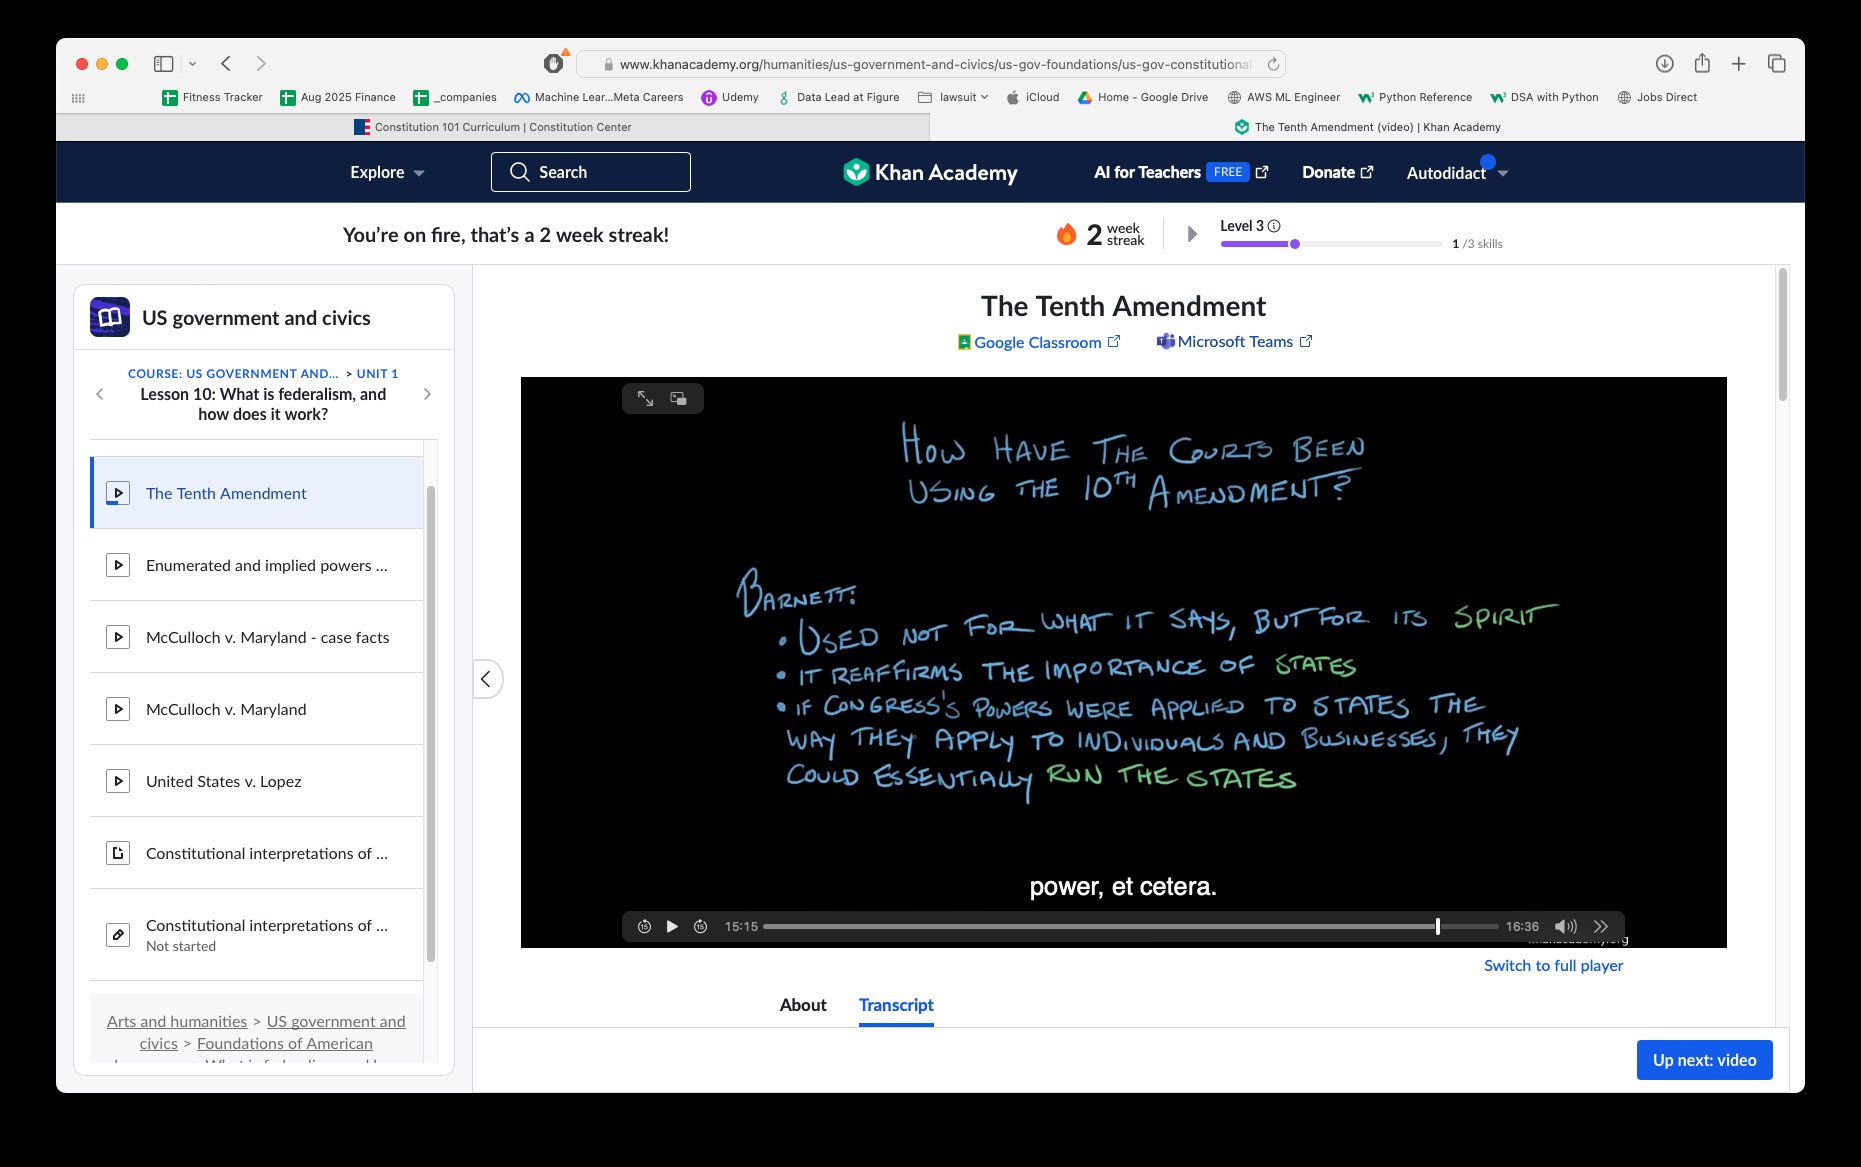 www.khanacademy.org/humanities/us-government-and-civics/us-gov-foundations/us-gov-constitutional
Fitness Tracker
Aug 2025 Finance
_companies
Machine Lear...Meta Careers
Udemy
Data Lead at Figure
lawsuit
iCloud
Home - Google Drive
AWS ML Engineer
Python Reference
DSA with Python
Jobs Direct
Constitution 101 Curriculum | Constitution Center
The Tenth Amendment (video) | Khan Academy
Explore
Search
Khan Academy
AI for Teachers FREE
Donate
Autodidact
You're on fire, that's a 2 week streak!
2 week streak
Level 3
1 /3 skills
US government and civics
COURSE: US GOVERNMENT AND... > UNIT 1
Lesson 10: What is federalism, and
how does it work?
The Tenth Amendment
Enumerated and implied powers ...
McCulloch v. Maryland - case facts
McCulloch v. Maryland
United States v. Lopez
Constitutional interpretations of ...
Constitutional interpretations of ...
Not started
Arts and humanities > US government and
civics > Foundations of American
The Tenth Amendment
Google Classroom
Microsoft Teams
HOW HAVE THE COURTS BEEN
USING THE 10TH AMENDMENT?
BARNETT:
• USED NOT FOR WHAT IT SAYS, BUT FOR ITS SPIRIT
• IT REAFFIRMS THE IMPORTANCE OF STATES
• IF CONGRESS'S POWERS WERE APPLIED TO STATES THE
WAY THEY APPLY TO INDIVIDUALS AND BUSINESSES, THEY
COULD ESSENTIALLY RUN THE STATES
power, et cetera.
15 15 15:15 16:36
Switch to full player
About
Transcript
Up next: video